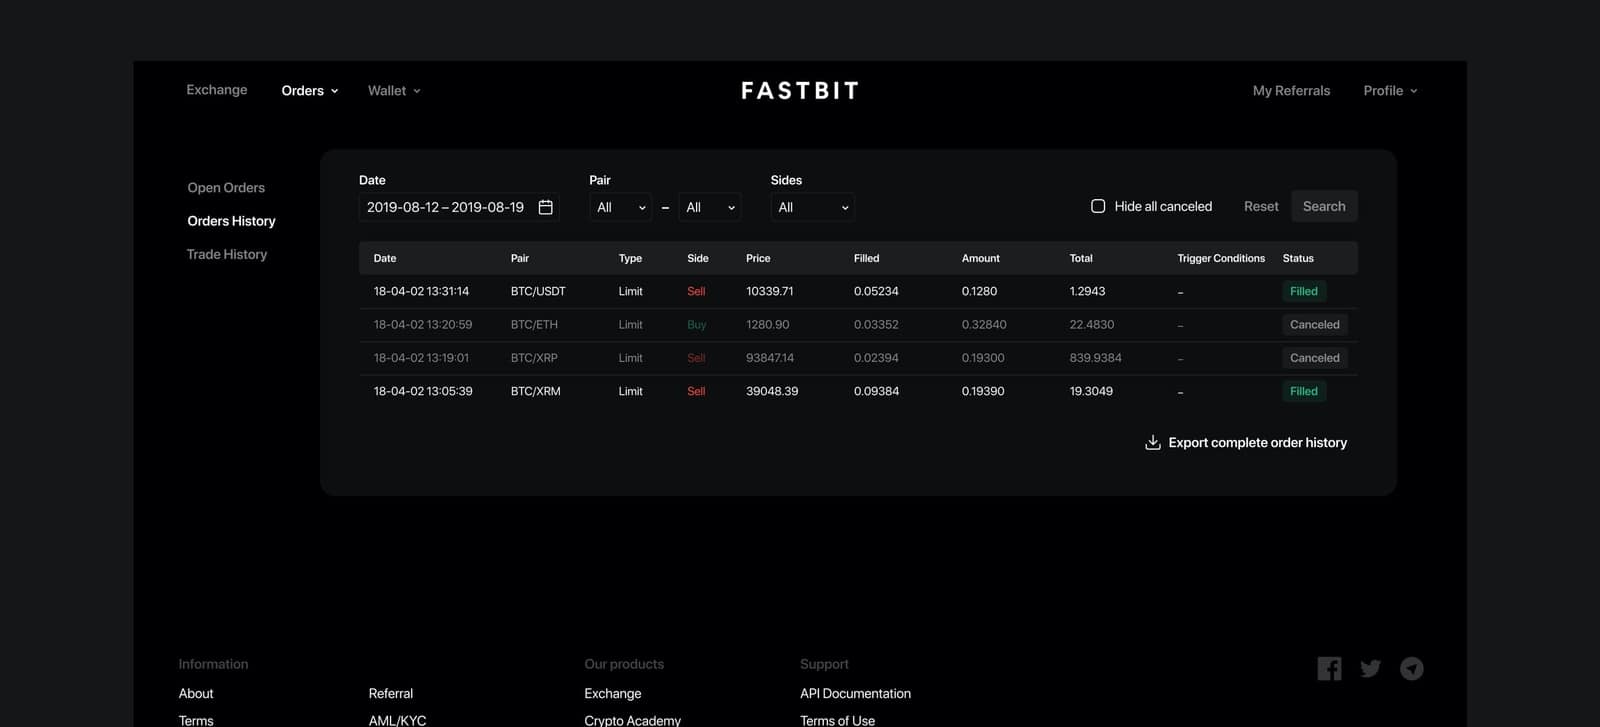 Exchange Orders Wallet FASTBIT My Referrals Profile
Open Orders
Orders History
Trade History
Date Pair Sides
2019-08-12 – 2019-08-19 All – All All Hide all canceled Reset Search
Date Pair Type Side Price Filled Amount Total Trigger Conditions Status
18-04-02 13:31:14 BTC/USDT Limit Sell 10339.71 0.05234 0.1280 1.2943 – Filled
18-04-02 13:20:59 BTC/ETH Limit Buy 1280.90 0.03352 0.32840 22.4830 – Canceled
18-04-02 13:19:01 BTC/XRP Limit Sell 93847.14 0.02394 0.19300 839.9384 – Canceled
18-04-02 13:05:39 BTC/XRM Limit Sell 39048.39 0.09384 0.19390 19.3049 – Filled
Export complete order history
Information Our products Support
About Referral Exchange API Documentation
Terms AML/KYC Crypto Academy Terms of Use